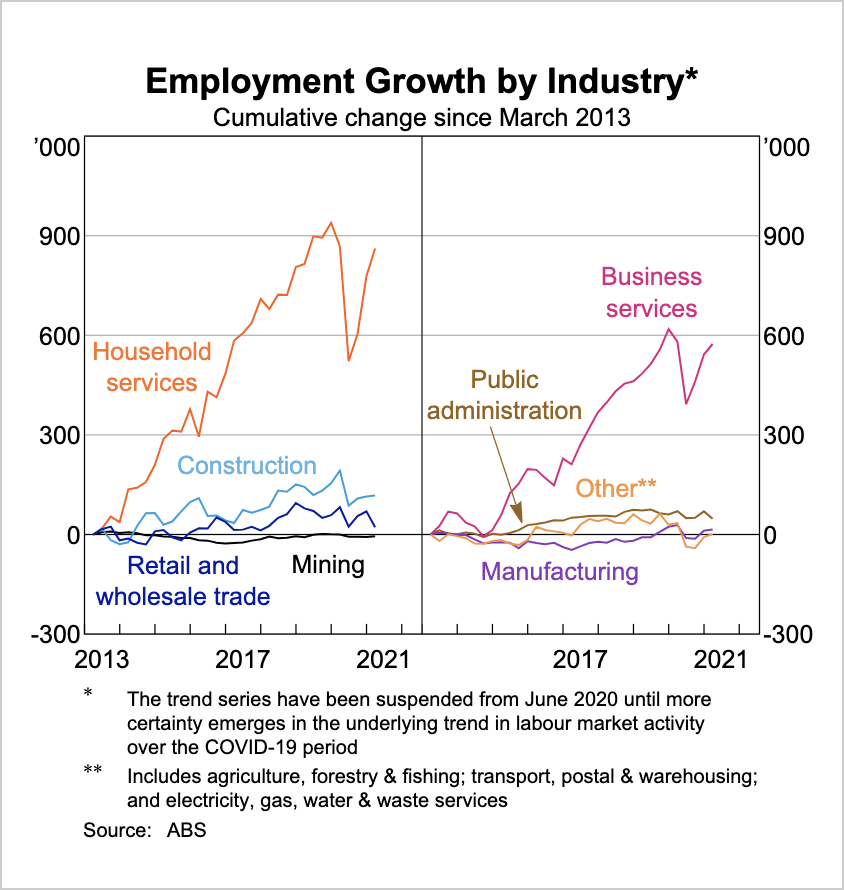 Employment Growth by Industry*
Cumulative change since March 2013
’000
’000
900
900
600
600
300
300
0
0
-300
-300
Household
services
Construction
Retail and
wholesale trade
Mining
Business
services
Public
administration
Other**
Manufacturing
2013
2017
2021
2017
2021
* The trend series have been suspended from June 2020 until more
certainty emerges in the underlying trend in labour market activity
over the COVID-19 period
** Includes agriculture, forestry & fishing; transport, postal & warehousing;
and electricity, gas, water & waste services
Source: ABS